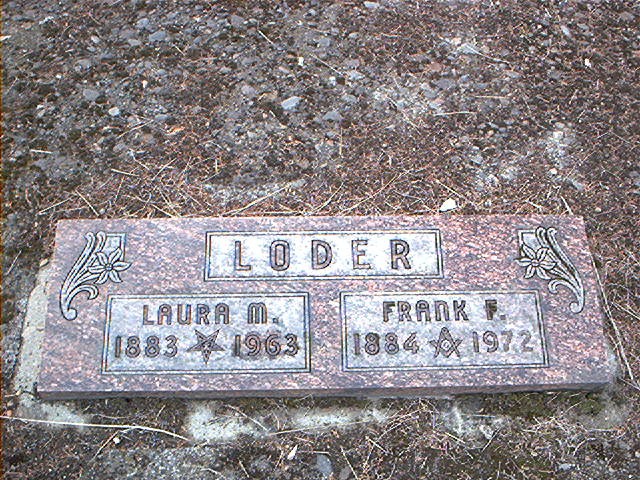 LODER
LAURA M.
1883 1963
FRANK F.
1884 1972